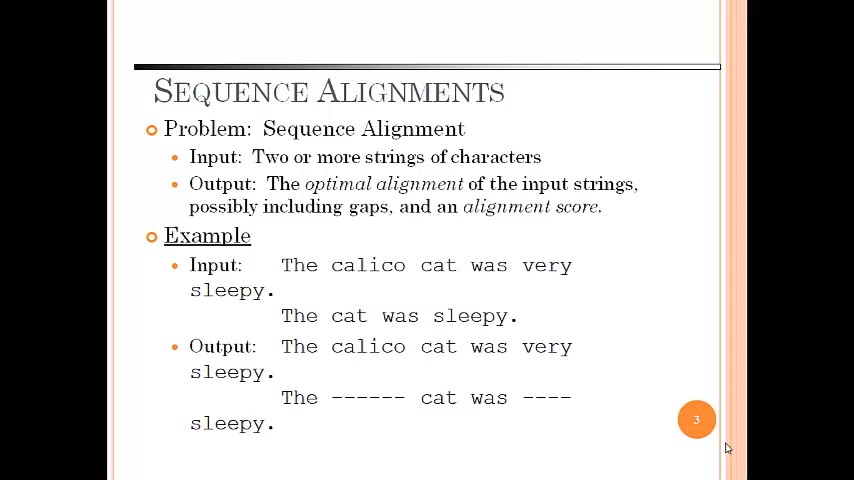 SEQUENCE ALIGNMENTS
Problem: Sequence Alignment
Input: Two or more strings of characters
Output: The optimal alignment of the input strings,
possibly including gaps, and an alignment score.
Example
Input: The calico cat was very
sleepy.
The cat was sleepy.
Output: The calico cat was very
sleepy.
The ------ cat was ----
sleepy.
3